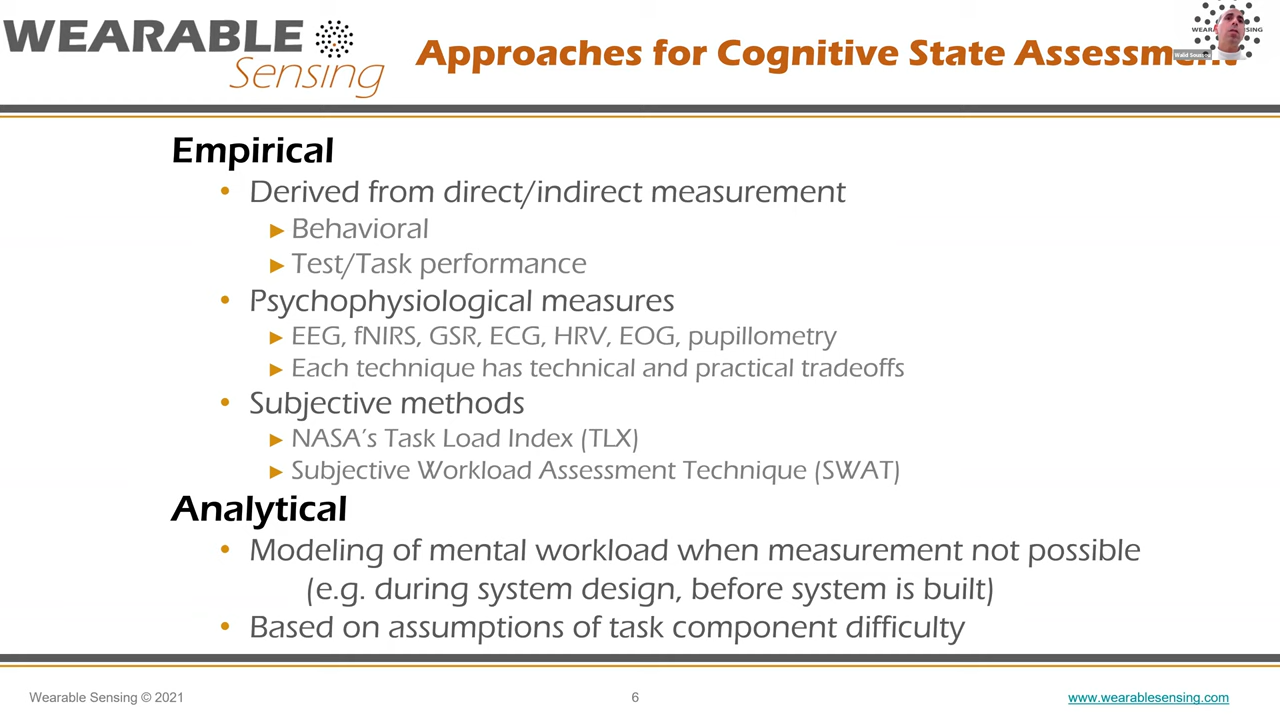 WEARABLE
Sensing
Approaches for Cognitive State Assessment
Empirical
• Derived from direct/indirect measurement
► Behavioral
► Test/Task performance
• Psychophysiological measures
► EEG, fNIRS, GSR, ECG, HRV, EOG, pupillometry
► Each technique has technical and practical tradeoffs
• Subjective methods
► NASA's Task Load Index (TLX)
► Subjective Workload Assessment Technique (SWAT)
Analytical
• Modeling of mental workload when measurement not possible
(e.g. during system design, before system is built)
• Based on assumptions of task component difficulty
Wearable Sensing © 2021
6
www.wearablesensing.com